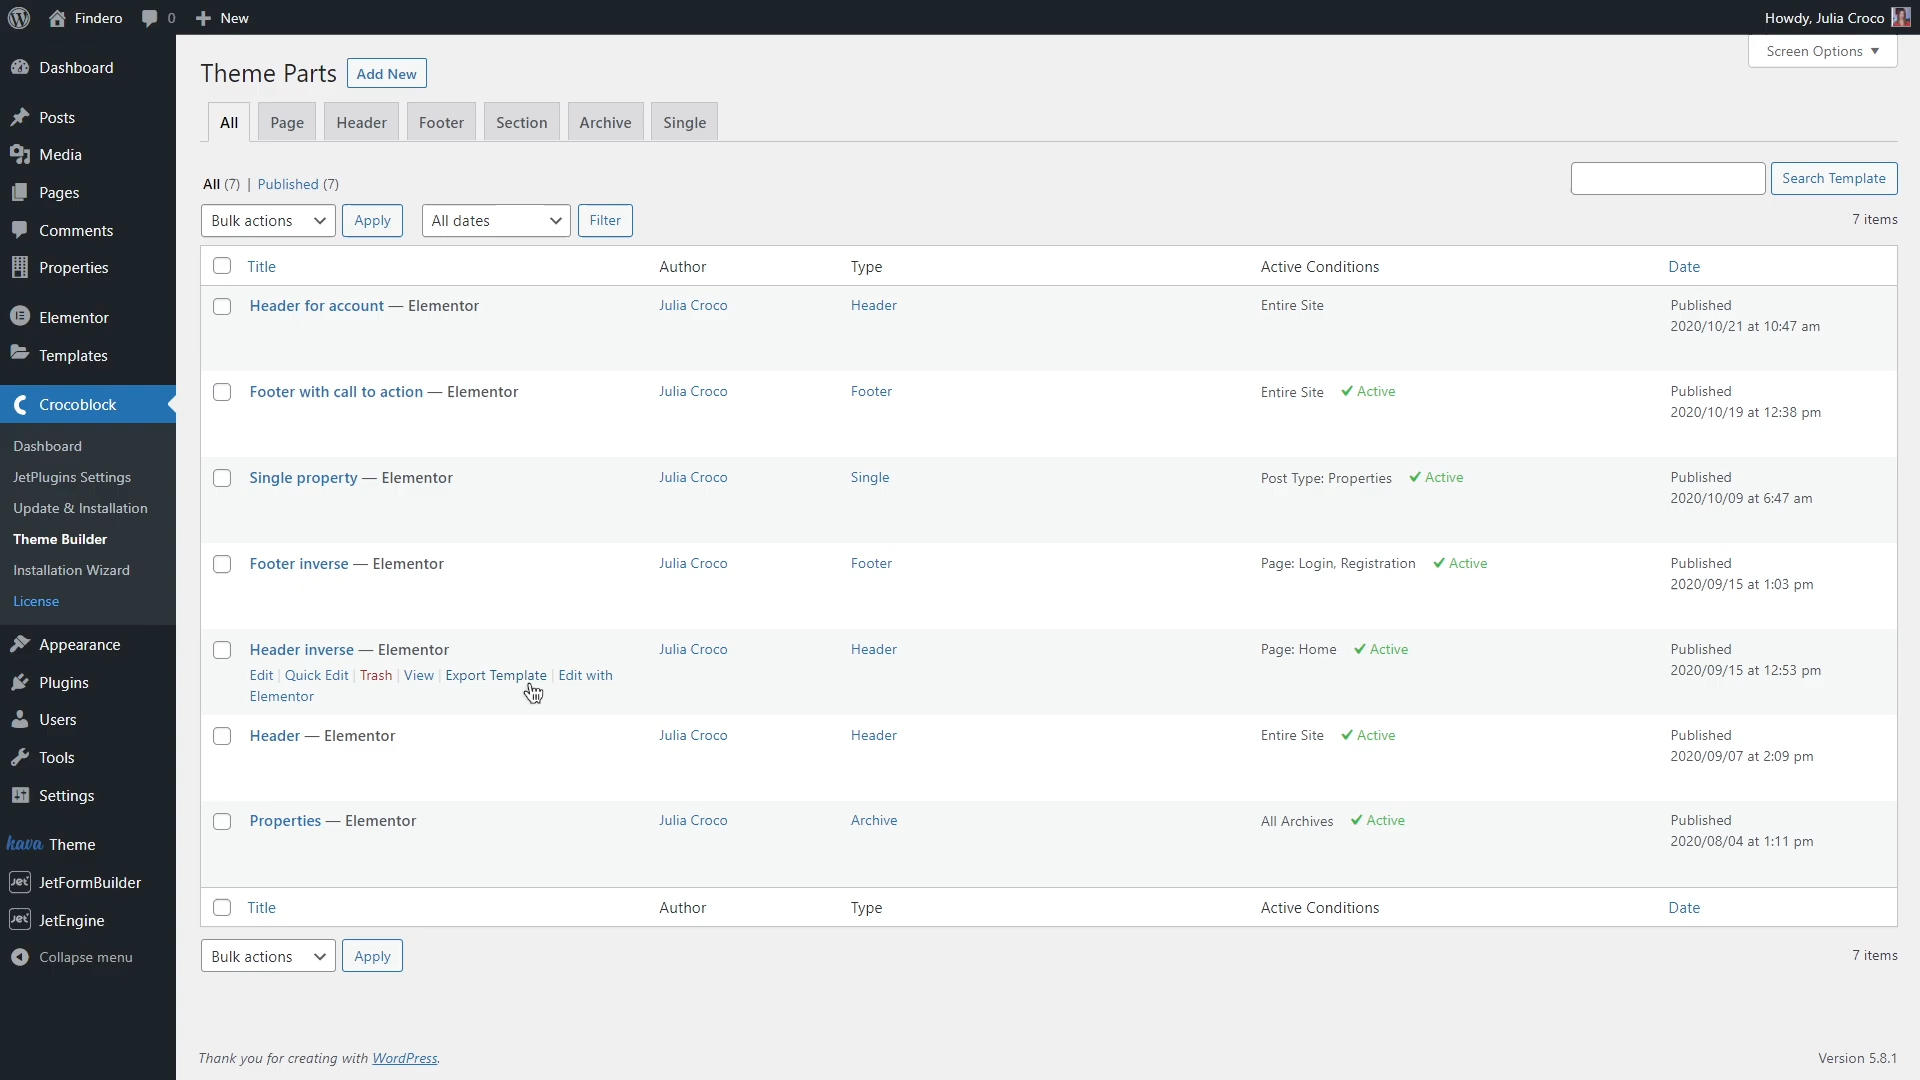 Findero 0 New Howdy, Julia Croco
Screen Options
Dashboard
Posts
Media
Pages
Comments
Properties
Elementor
Templates
Crocoblock
Dashboard
JetPlugins Settings
Update & Installation
Theme Builder
Installation Wizard
License
Appearance
Plugins
Users
Tools
Settings
kava Theme
Jet JetFormBuilder
Jet JetEngine
Collapse menu
Theme Parts Add New
All Page Header Footer Section Archive Single
All (7) | Published (7)
Search Template
Bulk actions Apply All dates Filter 7 items
Title Author Type Active Conditions Date
Header for account — Elementor Julia Croco Header Entire Site Published
2020/10/21 at 10:47 am
Footer with call to action — Elementor Julia Croco Footer Entire Site ✓ Active Published
2020/10/19 at 12:38 pm
Single property — Elementor Julia Croco Single Post Type: Properties ✓ Active Published
2020/10/09 at 6:47 am
Footer inverse — Elementor Julia Croco Footer Page: Login, Registration ✓ Active Published
2020/09/15 at 1:03 pm
Header inverse — Elementor Julia Croco Header Page: Home ✓ Active Published
Edit | Quick Edit | Trash | View | Export Template | Edit with 2020/09/15 at 12:53 pm
Elementor
Header — Elementor Julia Croco Header Entire Site ✓ Active Published
2020/09/07 at 2:09 pm
Properties — Elementor Julia Croco Archive All Archives ✓ Active Published
2020/08/04 at 1:11 pm
Title Author Type Active Conditions Date
Bulk actions Apply 7 items
Thank you for creating with WordPress. Version 5.8.1